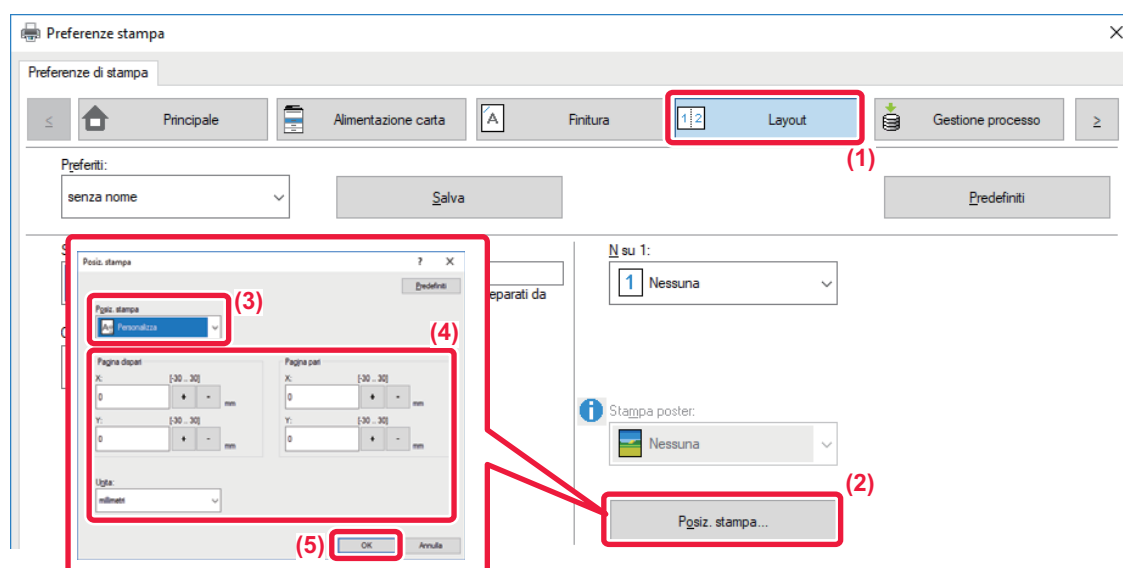 Preferenze stampa
Preferenze di stampa
Principale
Alimentazione carta
Finitura
1 2 Layout
Gestione processo
(1)
Preferiti:
senza nome
Salva
Predefiniti
Posiz. stampa ? X
Predefiniti
Posiz. stampa
Personalizza
(3)
(4)
Pagina dispari
X: [-30 .. 30]
0 + - mm
Y: [-30 .. 30]
0 + - mm
Pagina pari
X: [-30 .. 30]
0 + - mm
Y: [-30 .. 30]
0 + - mm
Unita:
millimetri
(5)
OK
Annulla
eparati da
N su 1:
1 Nessuna
Stampa poster:
Nessuna
(2)
Posiz. stampa...